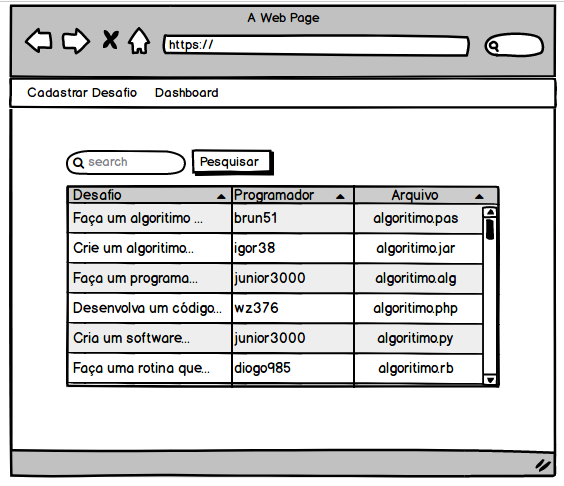 A Web Page
https://
Cadastrar Desafio Dashboard
search Pesquisar
Desafio Programador Arquivo
Faça um algoritimo ... brun51 algoritimo.pas
Crie um algoritimo... igor38 algoritimo.jar
Faça um programa... junior3000 algoritimo.alg
Desenvolva um código... wz376 algoritimo.php
Cria um software... junior3000 algoritimo.py
Faça uma rotina que... diogo985 algoritimo.rb